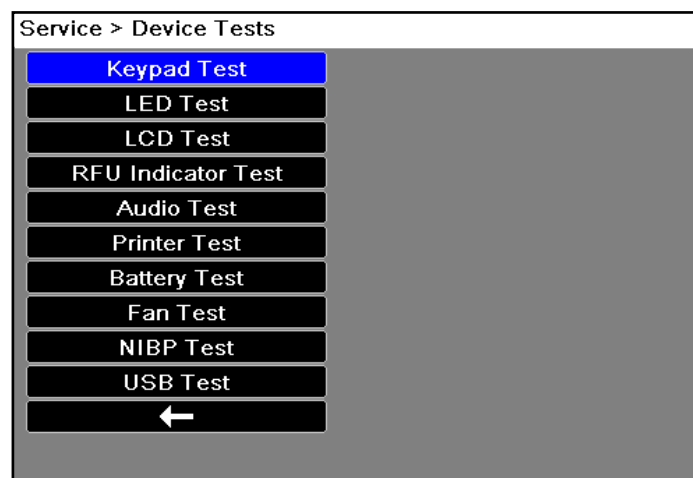 Service > Device Tests
Keypad Test
LED Test
LCD Test
RFU Indicator Test
Audio Test
Printer Test
Battery Test
Fan Test
NIBP Test
USB Test